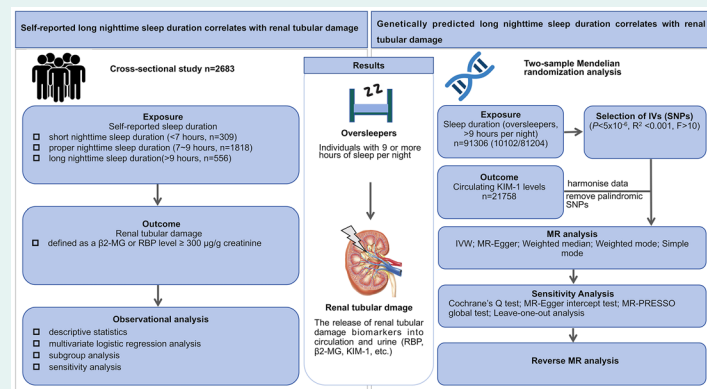 Self-reported long nighttime sleep duration correlates with renal tubular damage
Cross-sectional study n=2683
Exposure
Self-reported sleep duration
short nighttime sleep duration (<7 hours, n=309)
proper nighttime sleep duration (7~9 hours, n=1818)
long nighttime sleep duration(>9 hours, n=556)
Outcome
Renal tubular damage
defined as a β2-MG or RBP level ≥ 300 μg/g creatinine
Observational analysis
descriptive statistics
multivariate logistic regression analysis
subgroup analysis
sensitivity analysis
Results
ZZ
Oversleepers
Individuals with 9 or more
hours of sleep per night
Renal tubular dmage
The release of renal tubular
damage biomarkers into
circulation and urine (RBP,
β2-MG, KIM-1, etc.)
Genetically predicted long nighttime sleep duration correlates with renal
tubular damage
Two-sample Mendelian
randomization analysis
Exposure
Sleep duration (oversleepers,
>9 hours per night)
n=91306 (10102/81204)
Selection of IVs (SNPs)
(P<5x10⁻⁶, R² <0.001, F>10)
Outcome
Circulating KIM-1 levels
n=21758
harmonise data
remove palindromic
SNPs
MR analysis
IVW; MR-Egger; Weighted median; Weighted mode; Simple
mode
Sensitivity Analysis
Cochrane's Q test; MR-Egger intercept test; MR-PRESSO
global test; Leave-one-out analysis
Reverse MR analysis